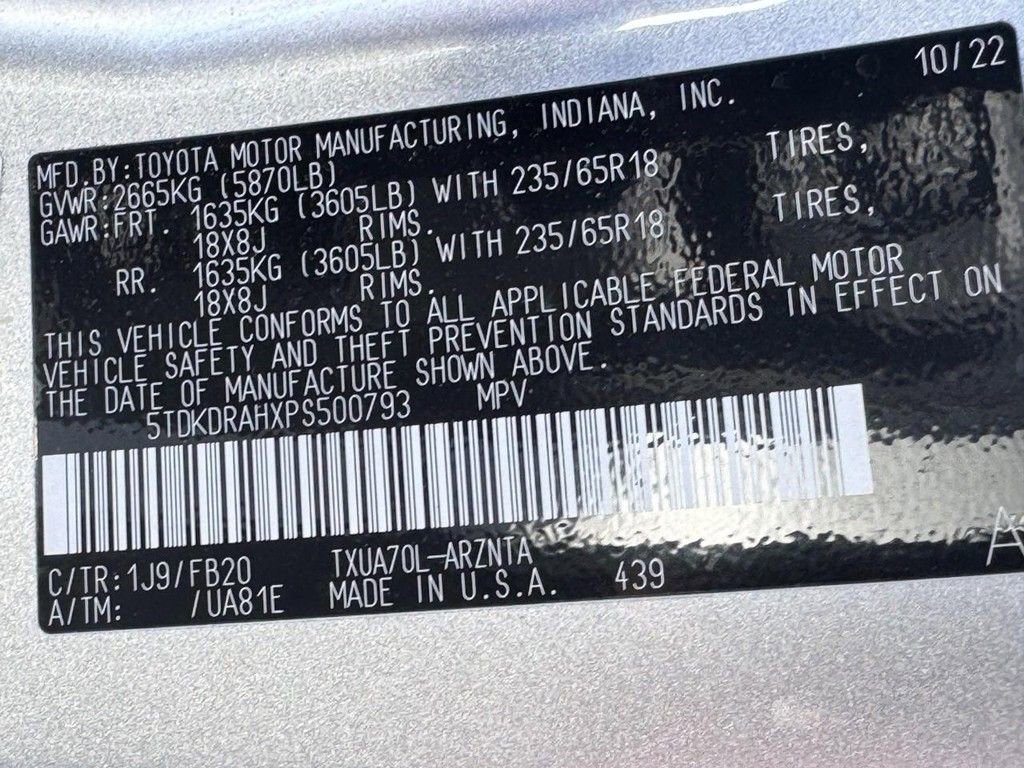 10/22
MFD.BY:TOYOTA MOTOR MANUFACTURING, INDIANA, INC.
GVWR:2665KG (5870LB)
GAWR:FRT. 1635KG (3605LB) WITH 235/65R18 TIRES,
18X8J RIMS.
RR. 1635KG (3605LB) WITH 235/65R18 TIRES,
18X8J RIMS.
THIS VEHICLE CONFORMS TO ALL APPLICABLE FEDERAL MOTOR
VEHICLE SAFETY AND THEFT PREVENTION STANDARDS IN EFFECT ON
THE DATE OF MANUFACTURE SHOWN ABOVE.
5TDKDRAHXPS500793 MPV
C/TR:1J9/FB20 TXUA70L-ARZNTA
A/TM: /UA81E MADE IN U.S.A. 439
A